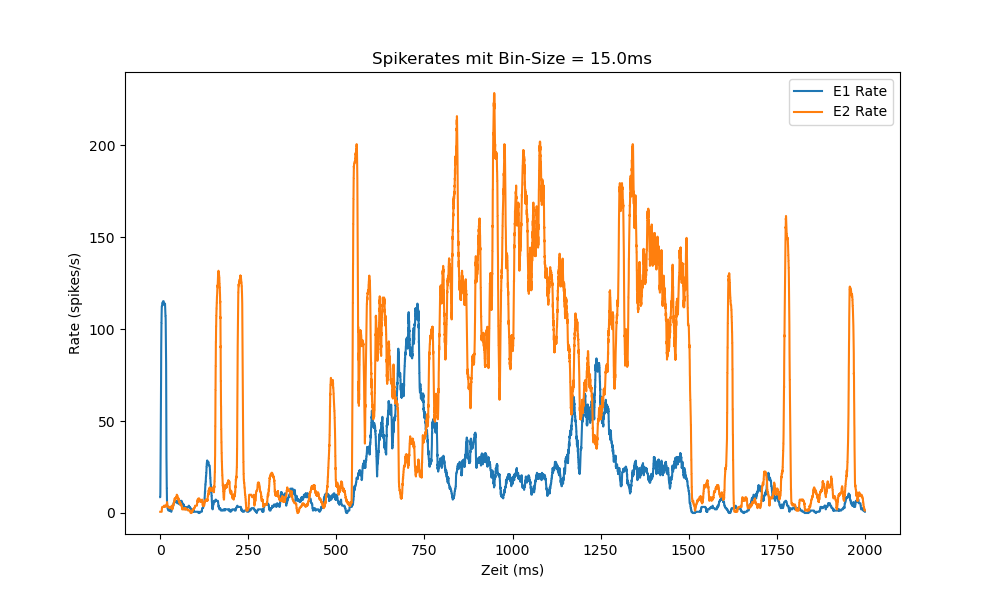 Spikerates mit Bin-Size = 15.0ms
E1 Rate
E2 Rate
Rate (spikes/s)
200
150
100
50
0
0 250 500 750 1000 1250 1500 1750 2000
Zeit (ms)